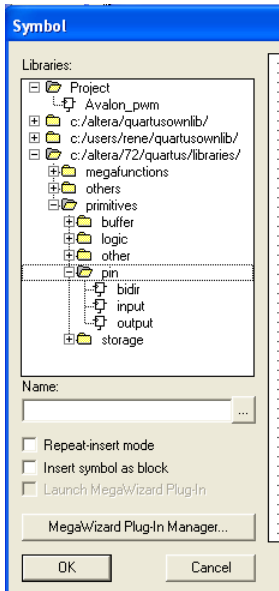 Symbol
Libraries:
Project
Avalon_pwm
c:/altera/quartusownlib/
c:/users/rene/quartusownlib/
c:/altera/72/quartus/libraries/
megafunctions
others
primitives
buffer
logic
other
pin
bidir
input
output
storage
Name:
...
Repeat-insert mode
Insert symbol as block
Launch MegaWizard Plug-In
MegaWizard Plug-In Manager...
OK
Cancel